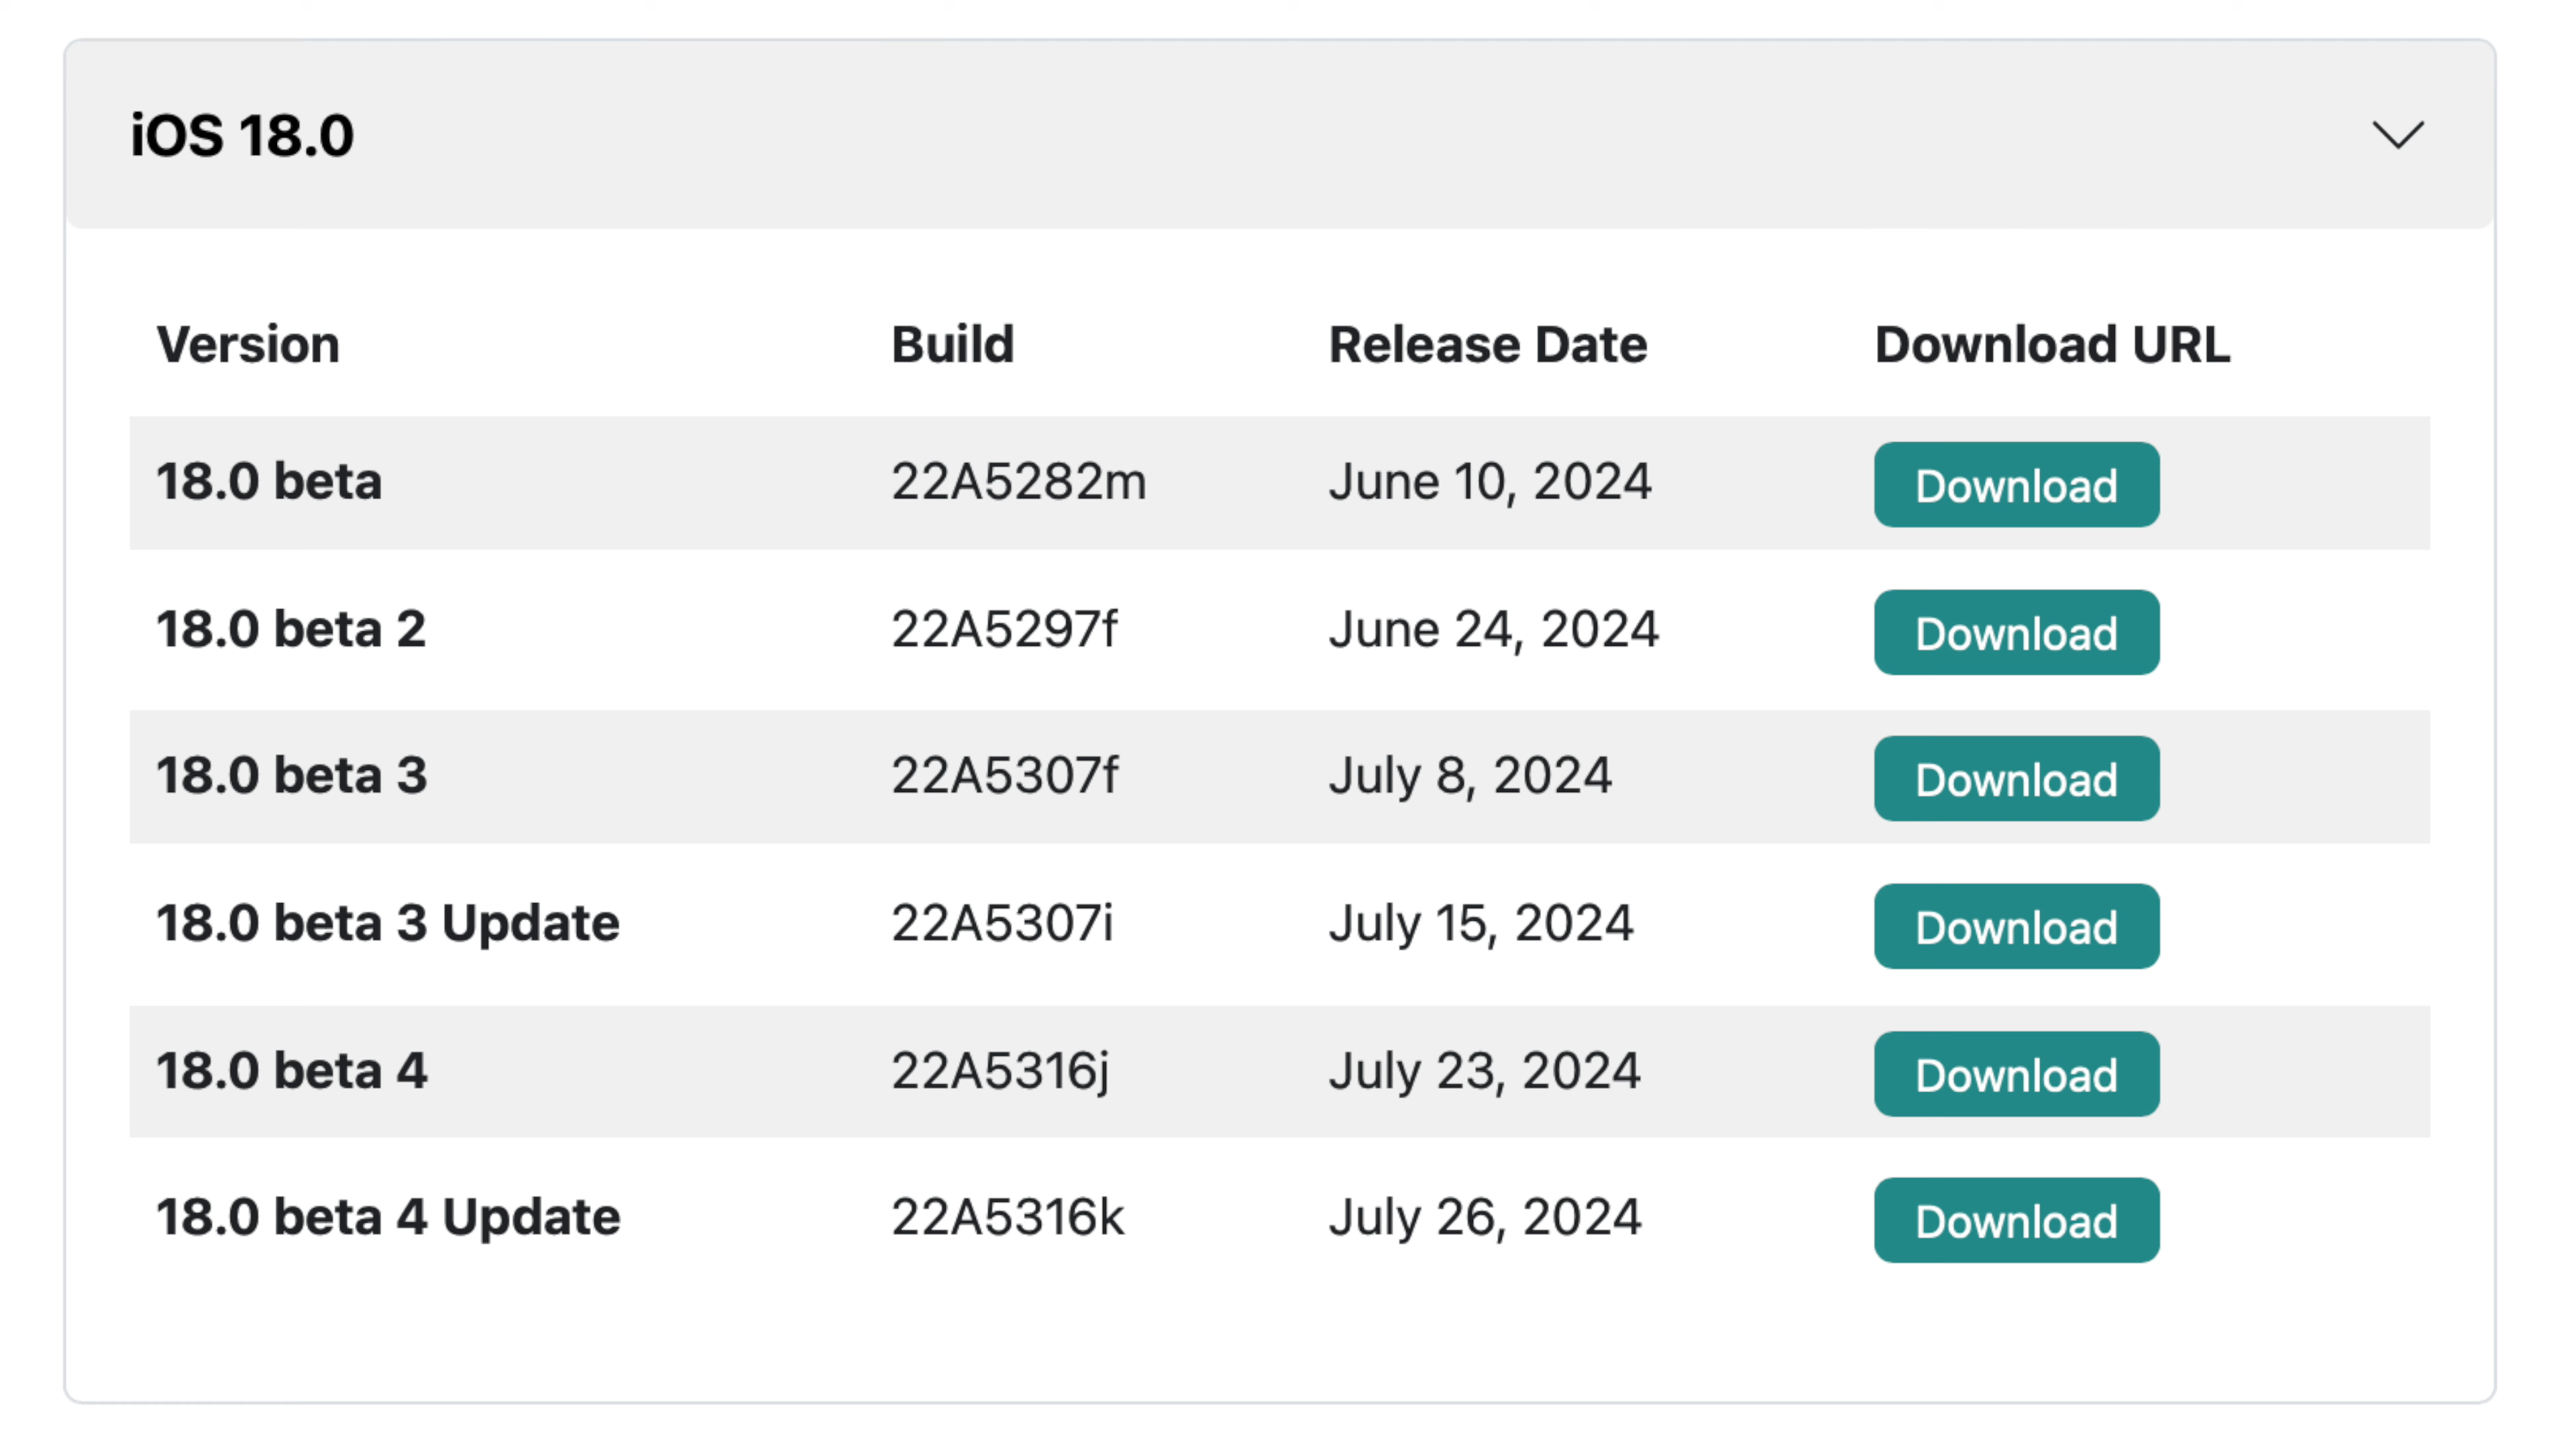 iOS 18.0
Version Build Release Date Download URL
18.0 beta 22A5282m June 10, 2024 Download
18.0 beta 2 22A5297f June 24, 2024 Download
18.0 beta 3 22A5307f July 8, 2024 Download
18.0 beta 3 Update 22A5307i July 15, 2024 Download
18.0 beta 4 22A5316j July 23, 2024 Download
18.0 beta 4 Update 22A5316k July 26, 2024 Download